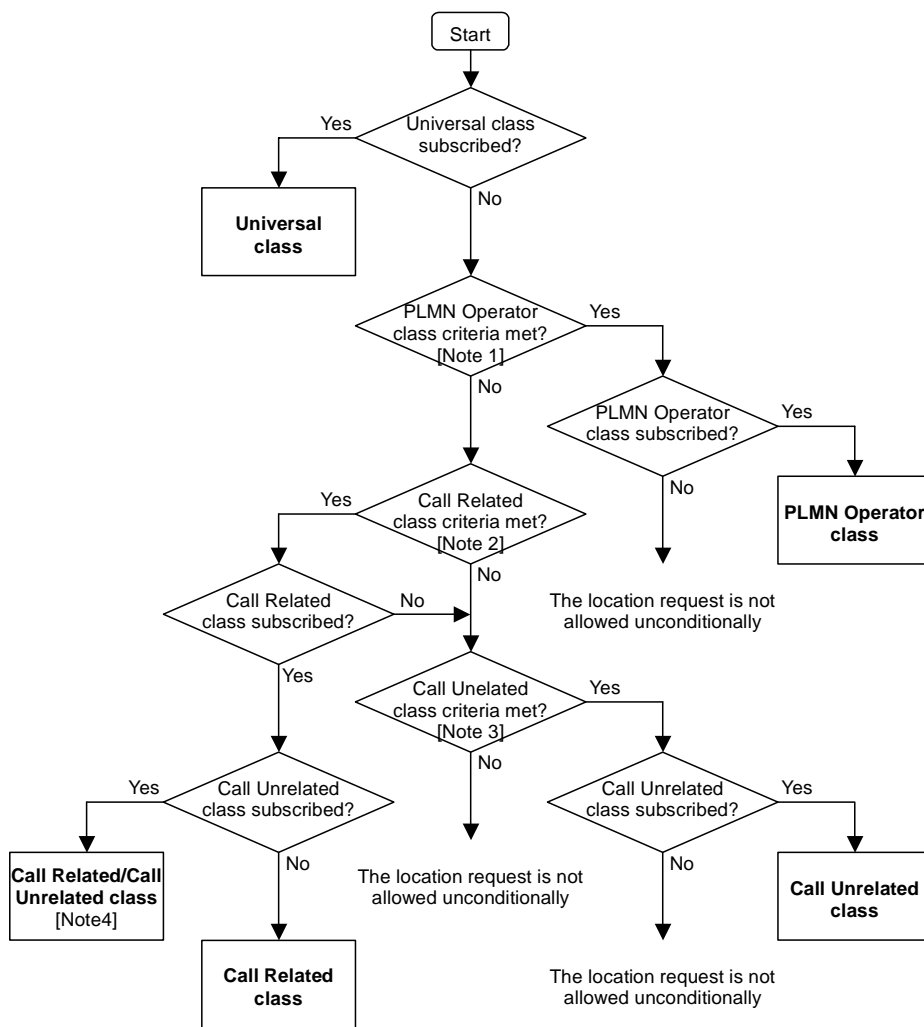 Start
Universal class
subscribed?
Yes
No
Universal
class
PLMN Operator
class criteria met?
[Note 1]
Yes
No
PLMN Operator
class subscribed?
Yes
No
PLMN Operator
class
Call Related
class criteria met?
[Note 2]
Yes
No
The location request is not
allowed unconditionally
Call Related
class subscribed?
No
Yes
Call Unelated
class criteria met?
[Note 3]
Yes
No
Call Unrelated
class subscribed?
Yes
No
Call Unrelated
class subscribed?
Yes
No
Call Related/Call
Unrelated class
[Note4]
The location request is not
allowed unconditionally
Call Unrelated
class
Call Related
class
The location request is not
allowed unconditionally